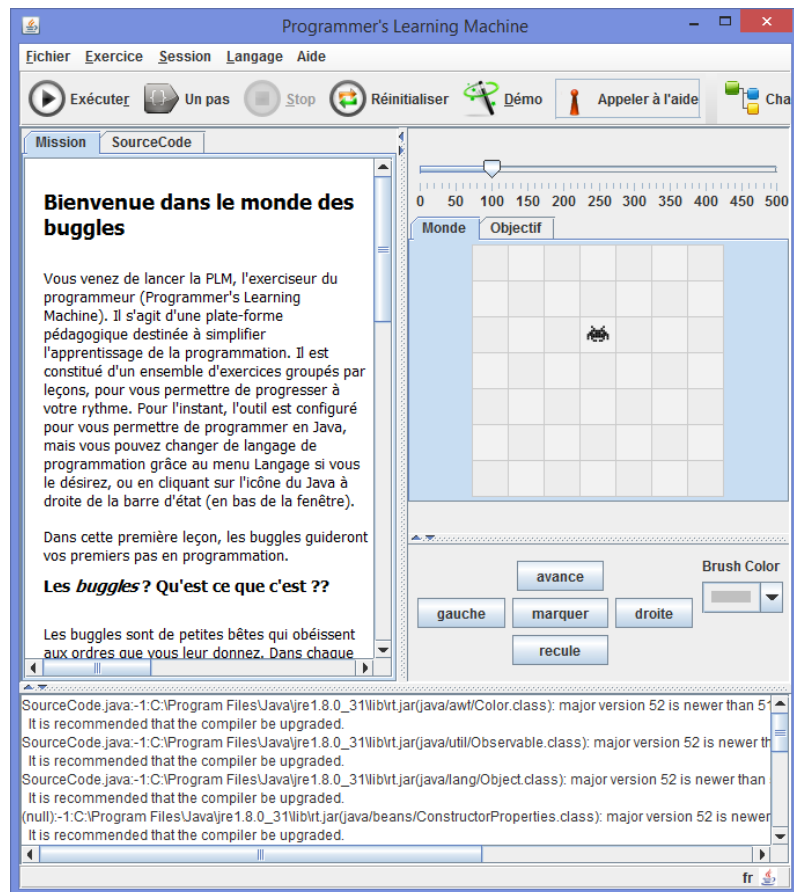 Programmer's Learning Machine
Fichier Exercice Session Langage Aide
Exécuter Un pas Stop Réinitialiser Démo Appeler à l'aide Cha
Mission SourceCode
Bienvenue dans le monde des
buggles
Vous venez de lancer la PLM, l'exerciseur du
programmeur (Programmer's Learning
Machine). Il s'agit d'une plate-forme
pédagogique destinée à simplifier
l'apprentissage de la programmation. Il est
constitué d'un ensemble d'exercices groupés par
leçons, pour vous permettre de progresser à
votre rythme. Pour l'instant, l'outil est configuré
pour vous permettre de programmer en Java,
mais vous pouvez changer de langage de
programmation grâce au menu Langage si vous
le désirez, ou en cliquant sur l'icône du Java à
droite de la barre d'état (en bas de la fenêtre).
Dans cette première leçon, les buggles guideront
vos premiers pas en programmation.
Les buggles ? Qu'est ce que c'est ??
Les buggles sont de petites bêtes qui obéissent
aux ordres que vous leur donnez. Dans chaque
0 50 100 150 200 250 300 350 400 450 500
Monde Objectif
avance
gauche marquer droite
recule
Brush Color
SourceCode.java:-1:C:\Program Files\Java\jre1.8.0_31\lib\rt.jar(java/awt/Color.class): major version 52 is newer than 51
It is recommended that the compiler be upgraded.
SourceCode.java:-1:C:\Program Files\Java\jre1.8.0_31\lib\rt.jar(java/util/Observable.class): major version 52 is newer th
It is recommended that the compiler be upgraded.
SourceCode.java:-1:C:\Program Files\Java\jre1.8.0_31\lib\rt.jar(java/lang/Object.class): major version 52 is newer than
It is recommended that the compiler be upgraded.
(null):-1:C:\Program Files\Java\jre1.8.0_31\lib\rt.jar(java/beans/ConstructorProperties.class): major version 52 is newer
It is recommended that the compiler be upgraded.
fr